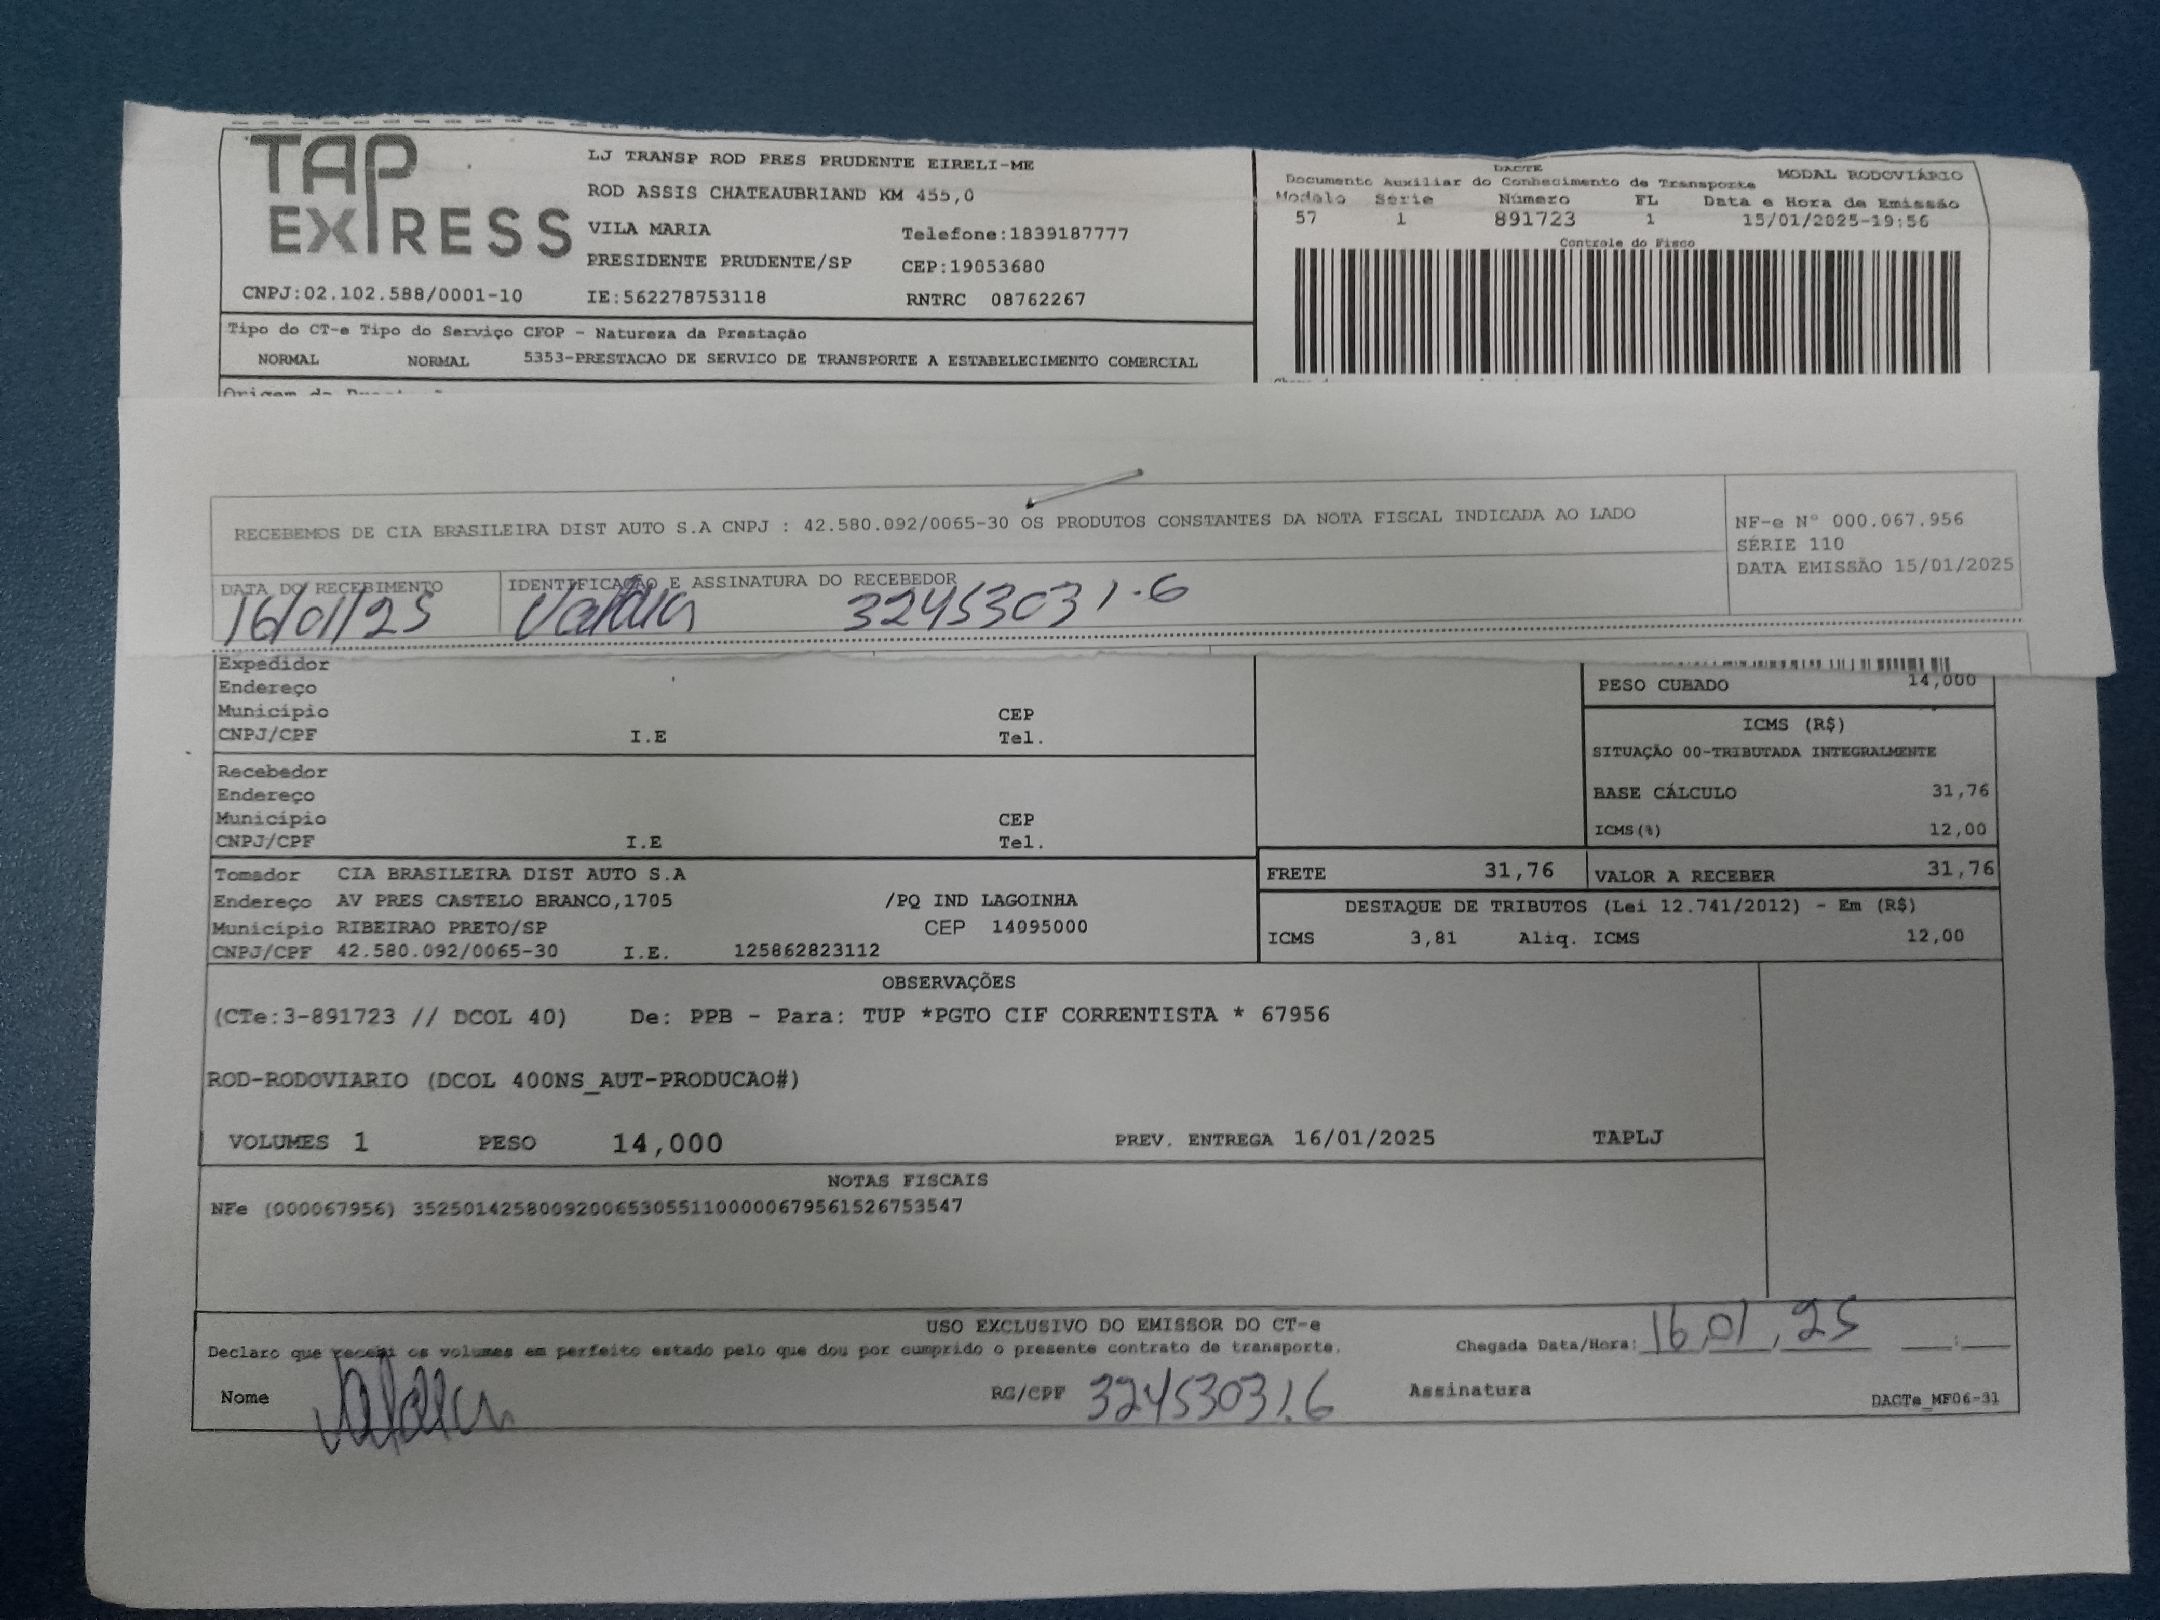 TAP EXPRESS
LJ TRANSP ROD PRES PRUDENTE EIRELI-ME
ROD ASSIS CHATEAUBRIAND KM 455,0
VILA MARIA Telefone:1839187777
PRESIDENTE PRUDENTE/SP CEP:19053680
CNPJ:02.102.588/0001-10 IE:562278753118 RNTRC 08762267
DACTE MODAL RODOVIÁRIO
Documento Auxiliar do Conhecimento de Transporte
Modelo Série Número FL Data e Hora de Emissão
57 1 891723 1 15/01/2025-19:56
Controle do Fisco
Tipo do CT-e Tipo do Serviço CFOP - Natureza da Prestação
NORMAL NORMAL 5353-PRESTACAO DE SERVICO DE TRANSPORTE A ESTABELECIMENTO COMERCIAL
Origem da
RECEBEMOS DE CIA BRASILEIRA DIST AUTO S.A CNPJ : 42.580.092/0065-30 OS PRODUTOS CONSTANTES DA NOTA FISCAL INDICADA AO LADO
NF-e Nº 000.067.956
SÉRIE 110
DATA EMISSÃO 15/01/2025
DATA DO RECEBIMENTO IDENTIFICAÇÃO E ASSINATURA DO RECEBEDOR
16/01/25 32453031.6
Expedidor
Endereço
Município CEP
CNPJ/CPF I.E Tel.
Recebedor
Endereço
Município CEP
CNPJ/CPF I.E Tel.
PESO CUBADO 14,000
ICMS (R$)
SITUAÇÃO 00-TRIBUTADA INTEGRALMENTE
BASE CÁLCULO 31,76
ICMS(%) 12,00
Tomador CIA BRASILEIRA DIST AUTO S.A
Endereço AV PRES CASTELO BRANCO,1705 /PQ IND LAGOINHA
Município RIBEIRAO PRETO/SP CEP 14095000
CNPJ/CPF 42.580.092/0065-30 I.E. 125862823112
FRETE 31,76 VALOR A RECEBER 31,76
DESTAQUE DE TRIBUTOS (Lei 12.741/2012) - Em (R$)
ICMS 3,81 Aliq. ICMS 12,00
OBSERVAÇÕES
(CTe:3-891723 // DCOL 40) De: PPB - Para: TUP *PGTO CIF CORRENTISTA * 67956
ROD-RODOVIARIO (DCOL 400NS_AUT-PRODUCAO#)
VOLUMES 1 PESO 14,000 PREV. ENTREGA 16/01/2025 TAPLJ
NOTAS FISCAIS
NFe (000067956) 35250142580092006530551100000679561526753547
USO EXCLUSIVO DO EMISSOR DO CT-e
Declaro que recebi os volumes em perfeito estado pelo que dou por cumprido o presente contrato de transporte. Chegada Data/Hora: 16,01,25 :
Nome RG/CPF 32453031.6 Assinatura DACTe_MF06-31